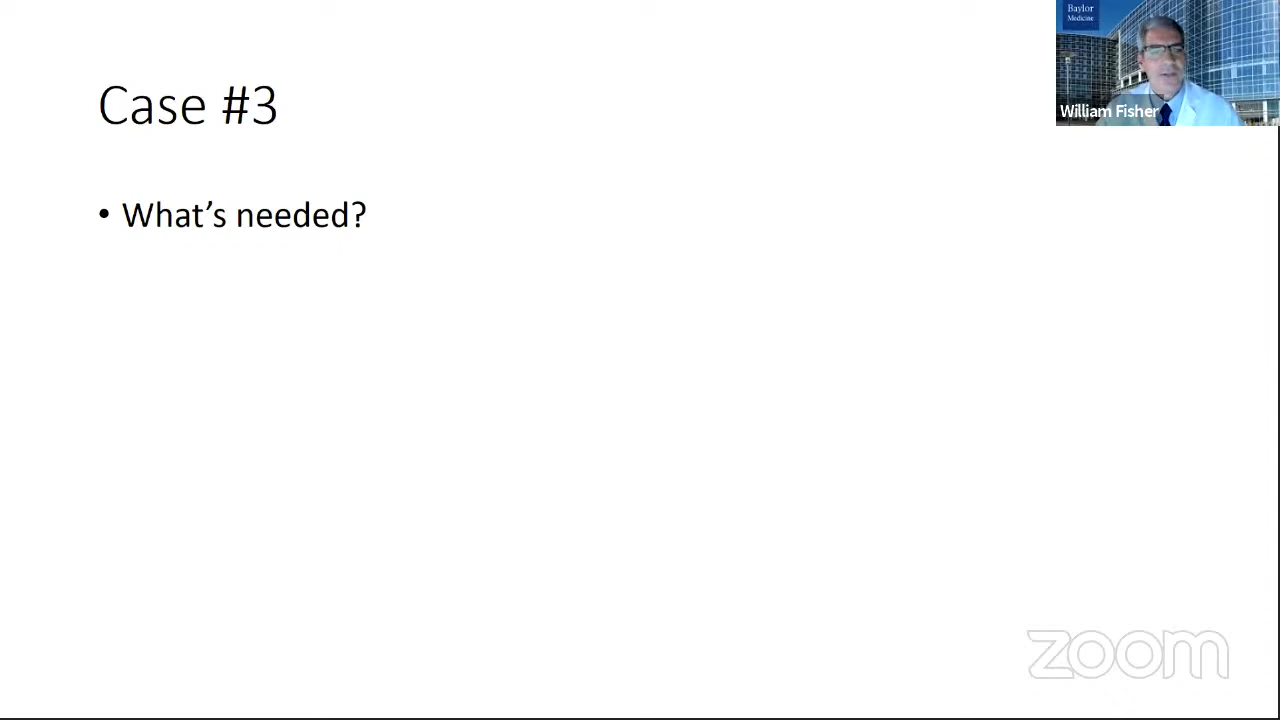 Baylor
Medicine
William Fisher
Case #3
• What's needed?
zoom